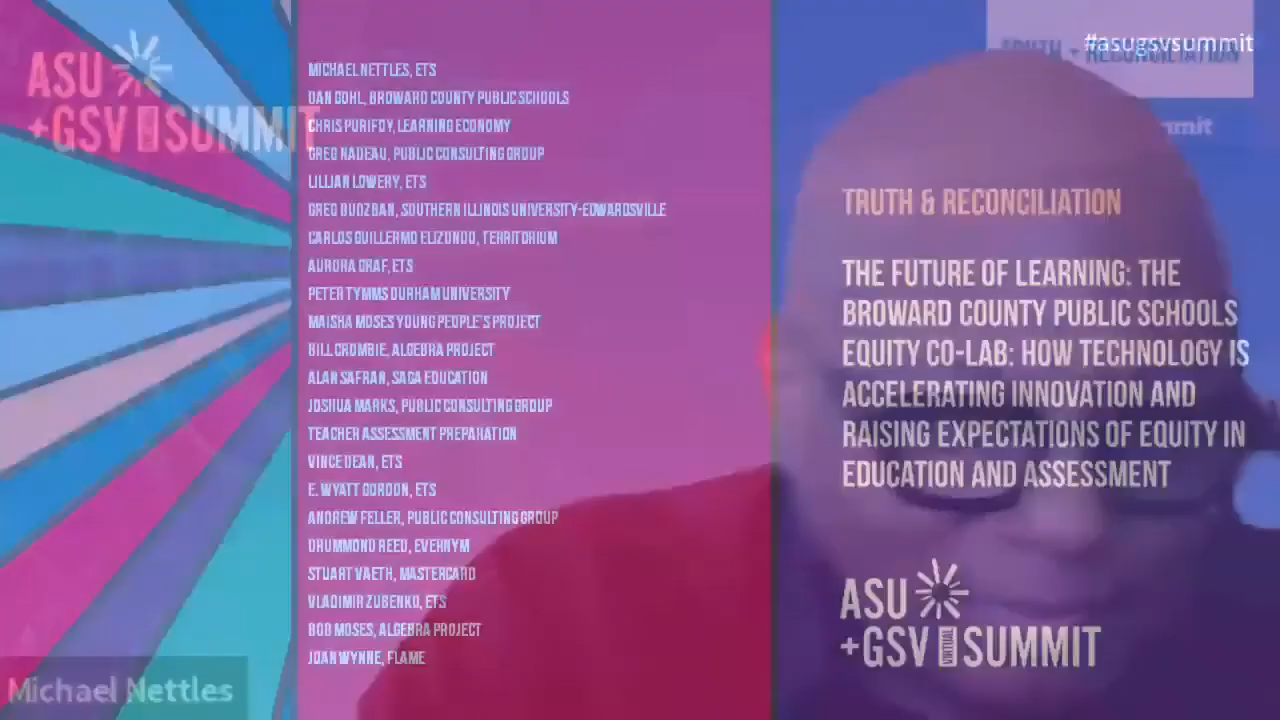 ASU
+GSV VIRTUAL SUMMIT
MICHAEL NETTLES, ETS
DAN GOHL, BROWARD COUNTY PUBLIC SCHOOLS
CHRIS PURIFOY, LEARNING ECONOMY
GREG NADEAU, PUBLIC CONSULTING GROUP
LILLIAN LOWERY, ETS
GREG BUDZBAN, SOUTHERN ILLINOIS UNIVERSITY-EDWARDSVILLE
CARLOS GUILLERMO ELIZONDO, TERRITORIUM
AURORA GRAF, ETS
PETER TYMMS DURHAM UNIVERSITY
MAISHA MOSES YOUNG PEOPLE'S PROJECT
BILL CROMBIE, ALGEBRA PROJECT
ALAN SAFRAN, SAGA EDUCATION
JOSHUA MARKS, PUBLIC CONSULTING GROUP
TEACHER ASSESSMENT PREPARATION
VINCE DEAN, ETS
E. WYATT GORDON, ETS
ANDREW FELLER, PUBLIC CONSULTING GROUP
DRUMMOND REED, EVERNYM
STUART VAETH, MASTERCARD
VLADIMIR ZUBENKO, ETS
BOB MOSES, ALGEBRA PROJECT
JOAN WYNNE, FLAME
Michael Nettles
#asugsvsummit
TRUTH + RECONCILIATION
mmit
TRUTH & RECONCILIATION
THE FUTURE OF LEARNING: THE
BROWARD COUNTY PUBLIC SCHOOLS
EQUITY CO-LAB: HOW TECHNOLOGY IS
ACCELERATING INNOVATION AND
RAISING EXPECTATIONS OF EQUITY IN
EDUCATION AND ASSESSMENT
ASU
+GSV VIRTUAL SUMMIT